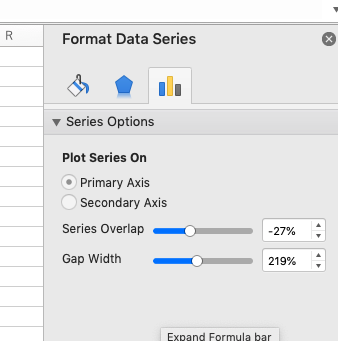 R
Format Data Series
Series Options
Plot Series On
Primary Axis
Secondary Axis
Series Overlap -27%
Gap Width 219%
Expand Formula bar